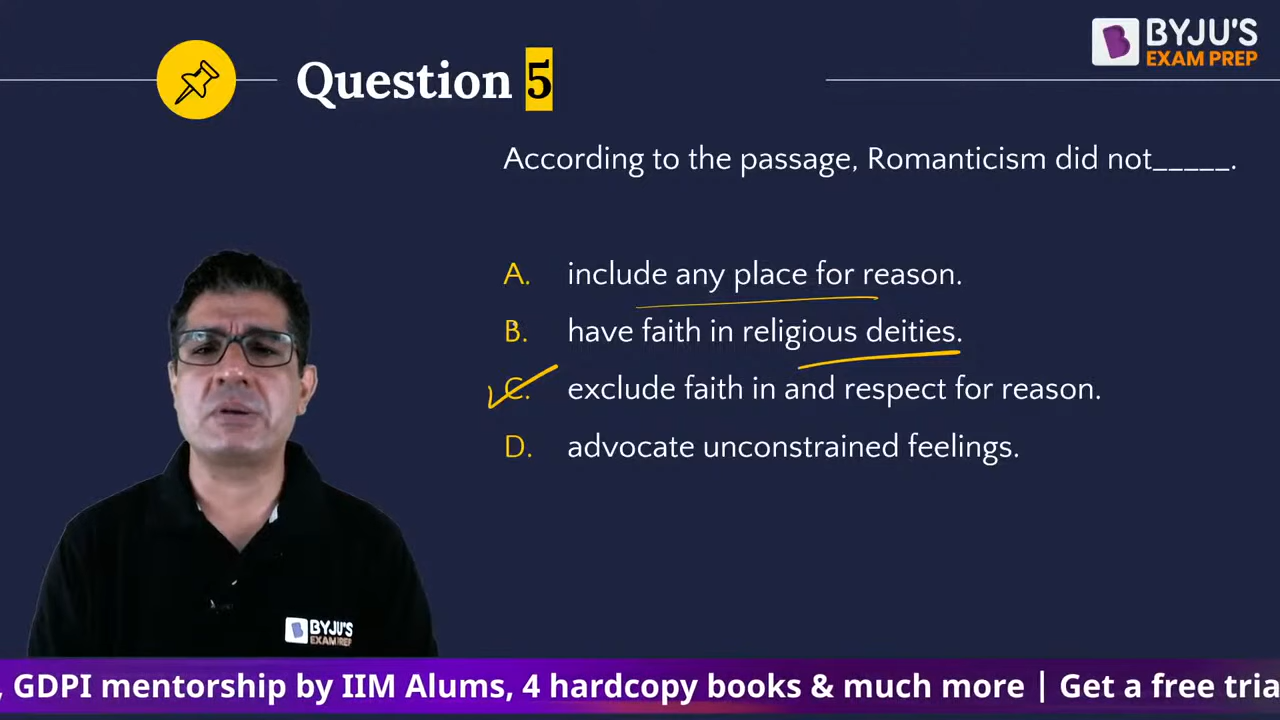 BYJU'S
EXAM PREP
Question 5
According to the passage, Romanticism did not_____.
A. include any place for reason.
B. have faith in religious deities.
C. exclude faith in and respect for reason.
D. advocate unconstrained feelings.
BYJU'S
EXAM PREP
, GDPI mentorship by IIM Alums, 4 hardcopy books & much more | Get a free tria